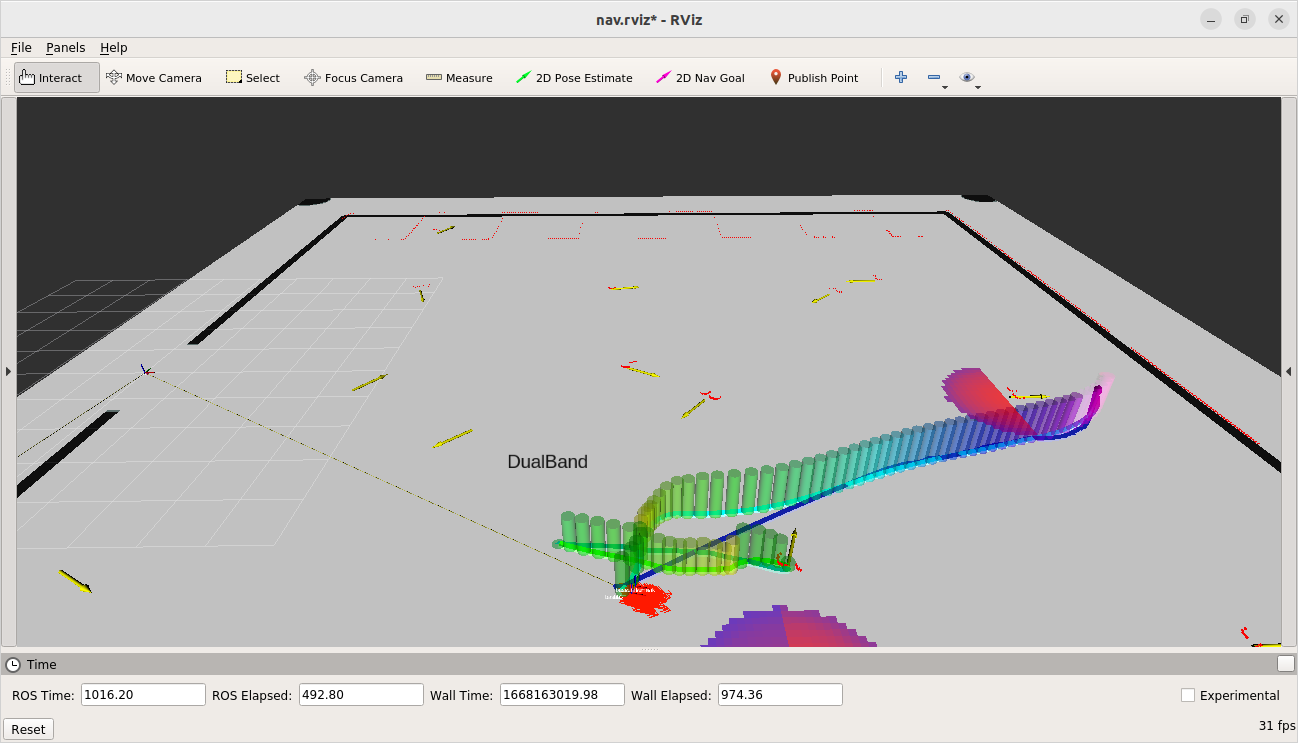 nav.rviz* - RViz
File Panels Help
Interact Move Camera Select Focus Camera Measure 2D Pose Estimate 2D Nav Goal Publish Point
DualBand
Time
ROS Time: 1016.20 ROS Elapsed: 492.80 Wall Time: 1668163019.98 Wall Elapsed: 974.36 Experimental
Reset 31 fps